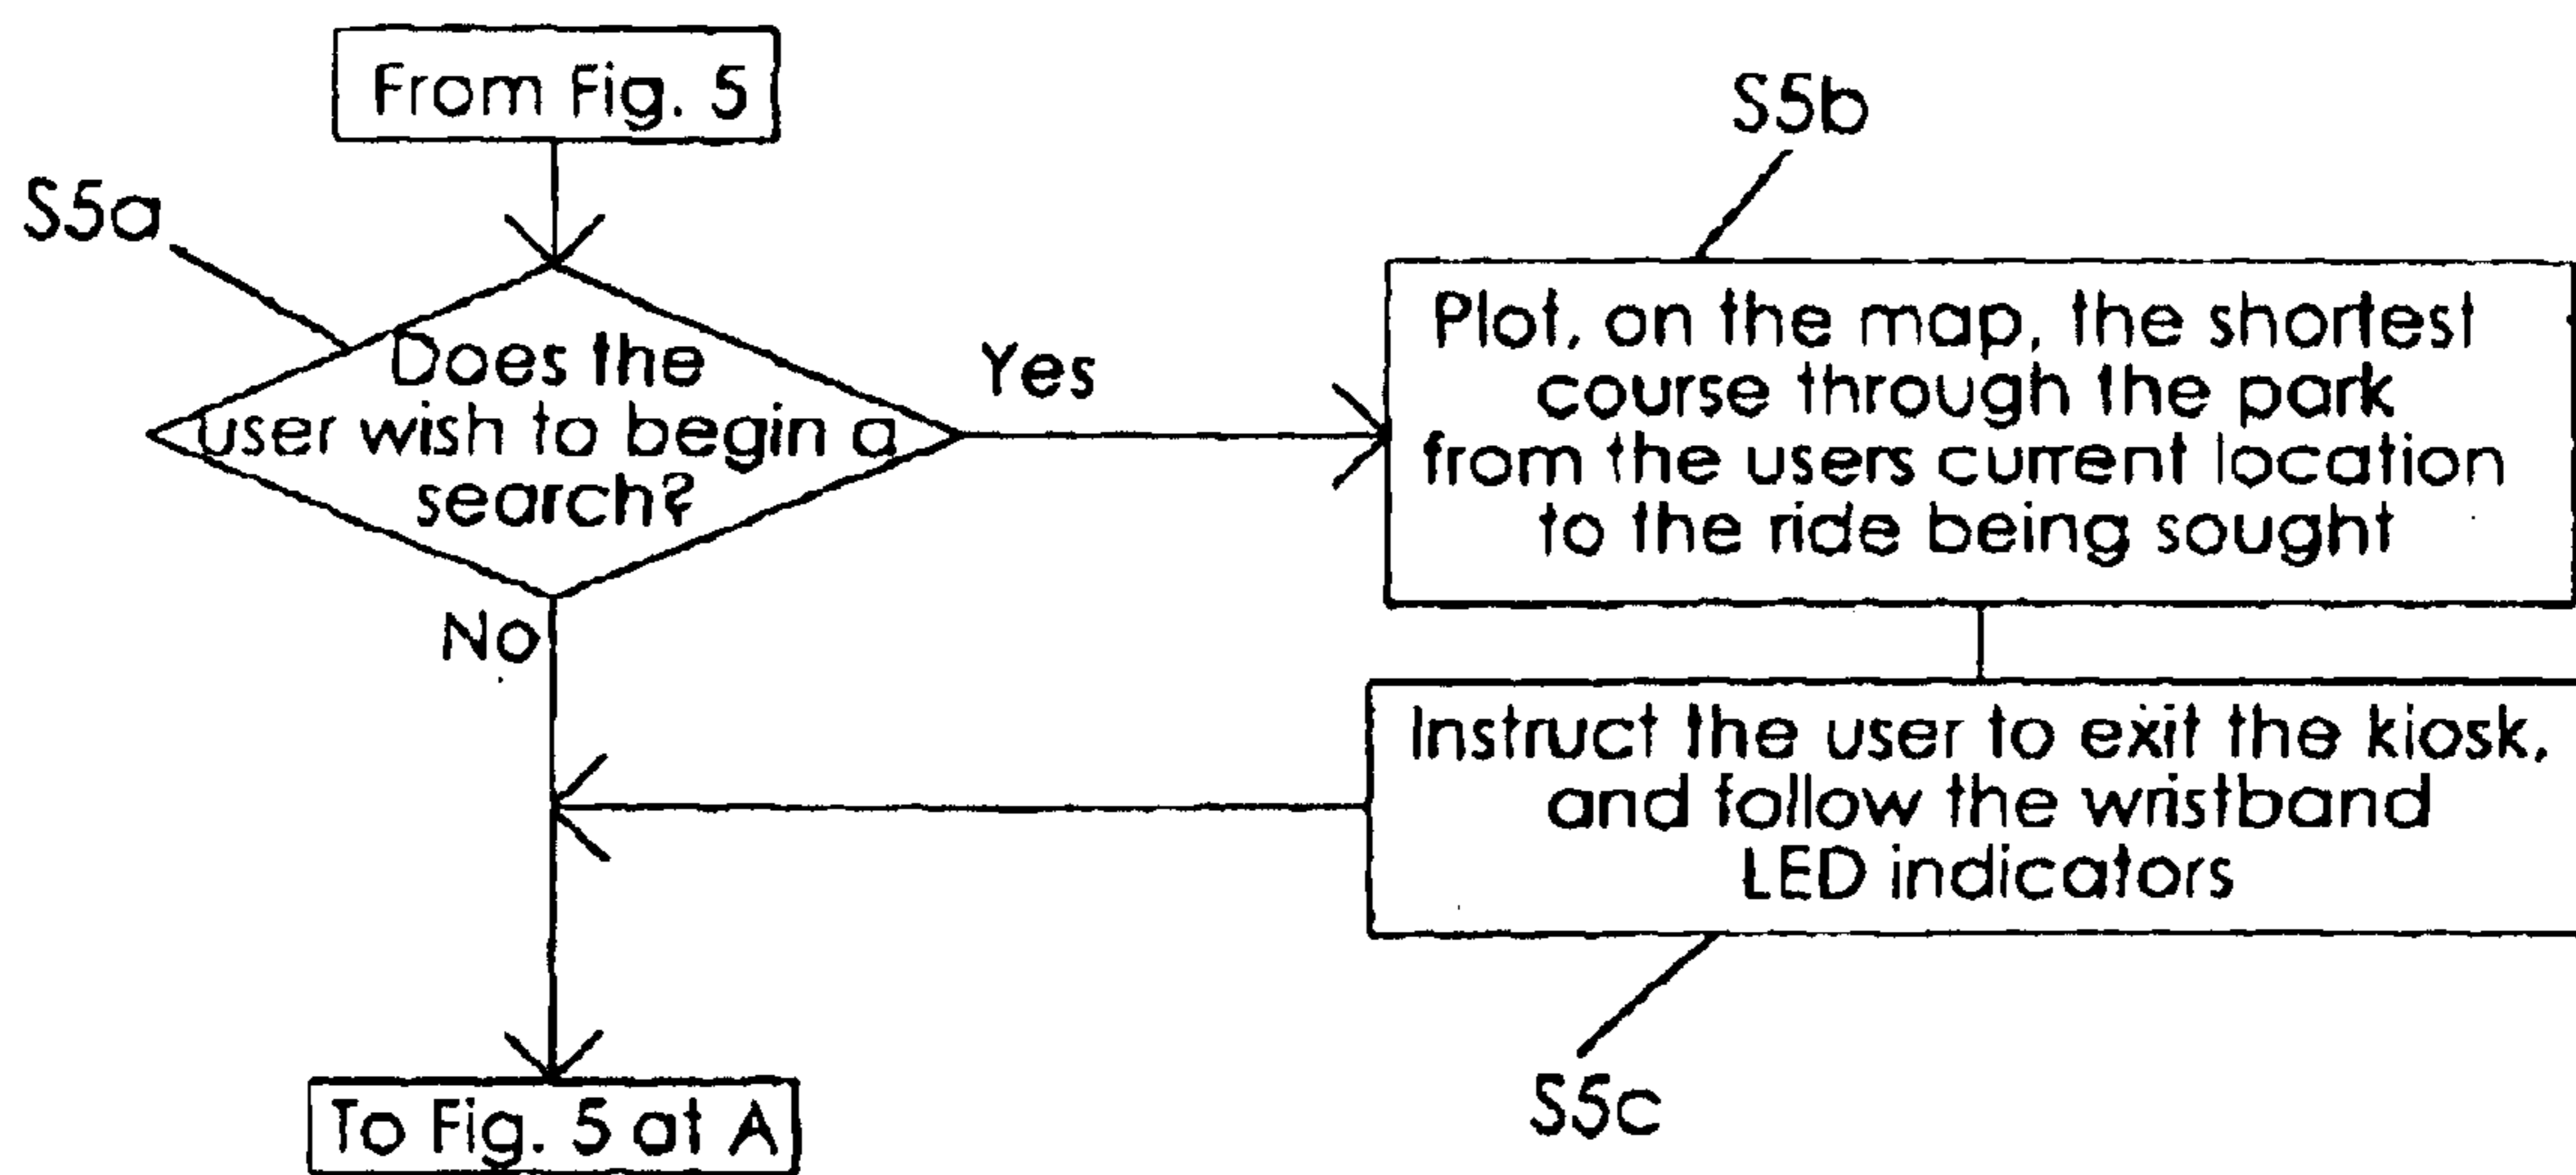 From Fig. 5
S5a
Does the
user wish to begin a
search?
Yes
No
S5b
Plot, on the map, the shortest
course through the park
from the users current location
to the ride being sought
Instruct the user to exit the kiosk,
and follow the wristband
LED indicators
S5c
To Fig. 5 at A